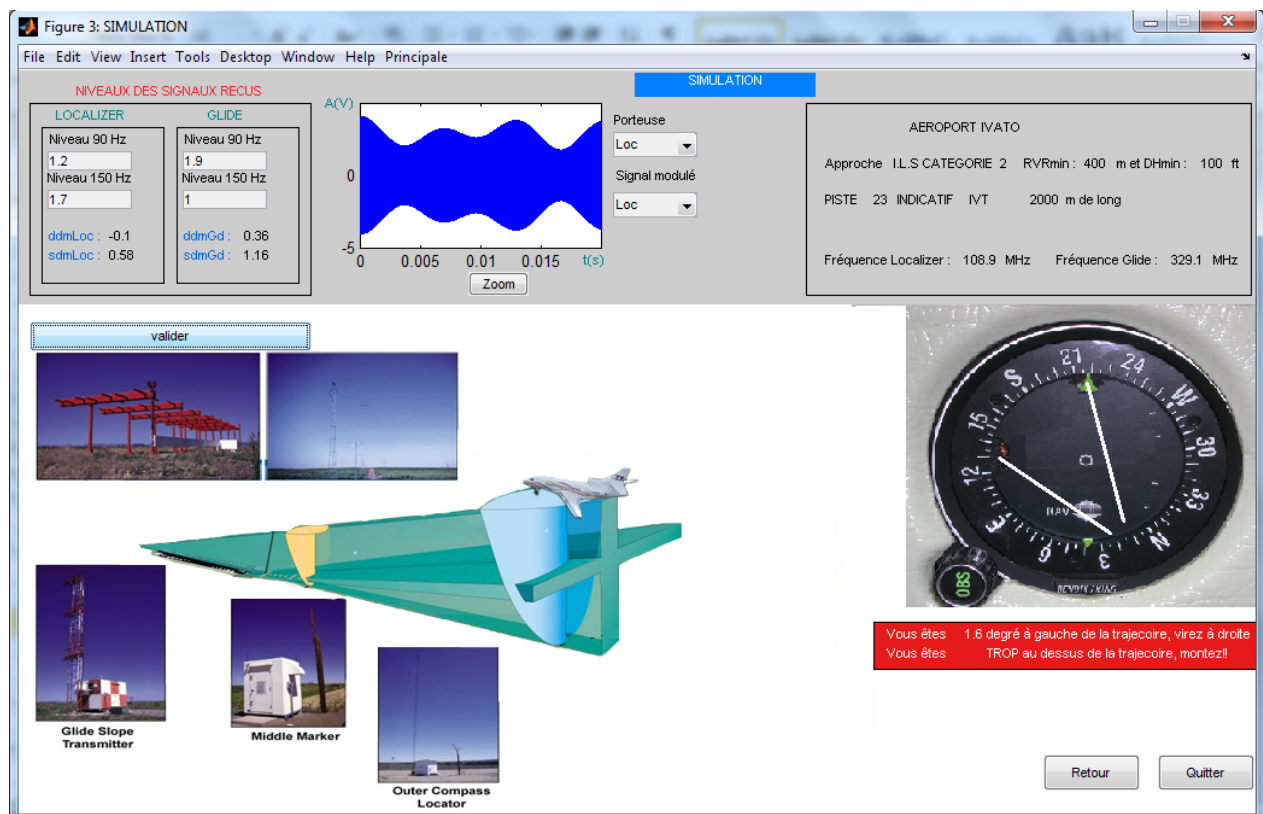 Figure 3: SIMULATION
File Edit View Insert Tools Desktop Window Help Principale
SIMULATION
NIVEAUX DES SIGNAUX RECUS
LOCALIZER
Niveau 90 Hz
1.2
Niveau 150 Hz
1.7
ddmLoc : -0.1
sdmLoc : 0.58
GLIDE
Niveau 90 Hz
1.9
Niveau 150 Hz
1
ddmGd : 0.36
sdmGd : 1.16
A(V)
0
-5
0 0.005 0.01 0.015 t(s)
Zoom
Porteuse
Loc
Signal modulé
Loc
AEROPORT IVATO
Approche I.L.S CATEGORIE 2 RVRmin : 400 m et DHmin : 100 ft
PISTE 23 INDICATIF IVT 2000 m de long
Fréquence Localizer : 108.9 MHz Fréquence Glide : 329.1 MHz
valider
Glide Slope
Transmitter
Middle Marker
Outer Compass
Locator
21
24
W
30
33
N
3
6
E
12
15
S
NAV
OBS
BENDIX/KING
Vous êtes 1.6 degré à gauche de la trajecoire, virez à droite
Vous êtes TROP au dessus de la trajecoire, montez!!
Retour
Quitter